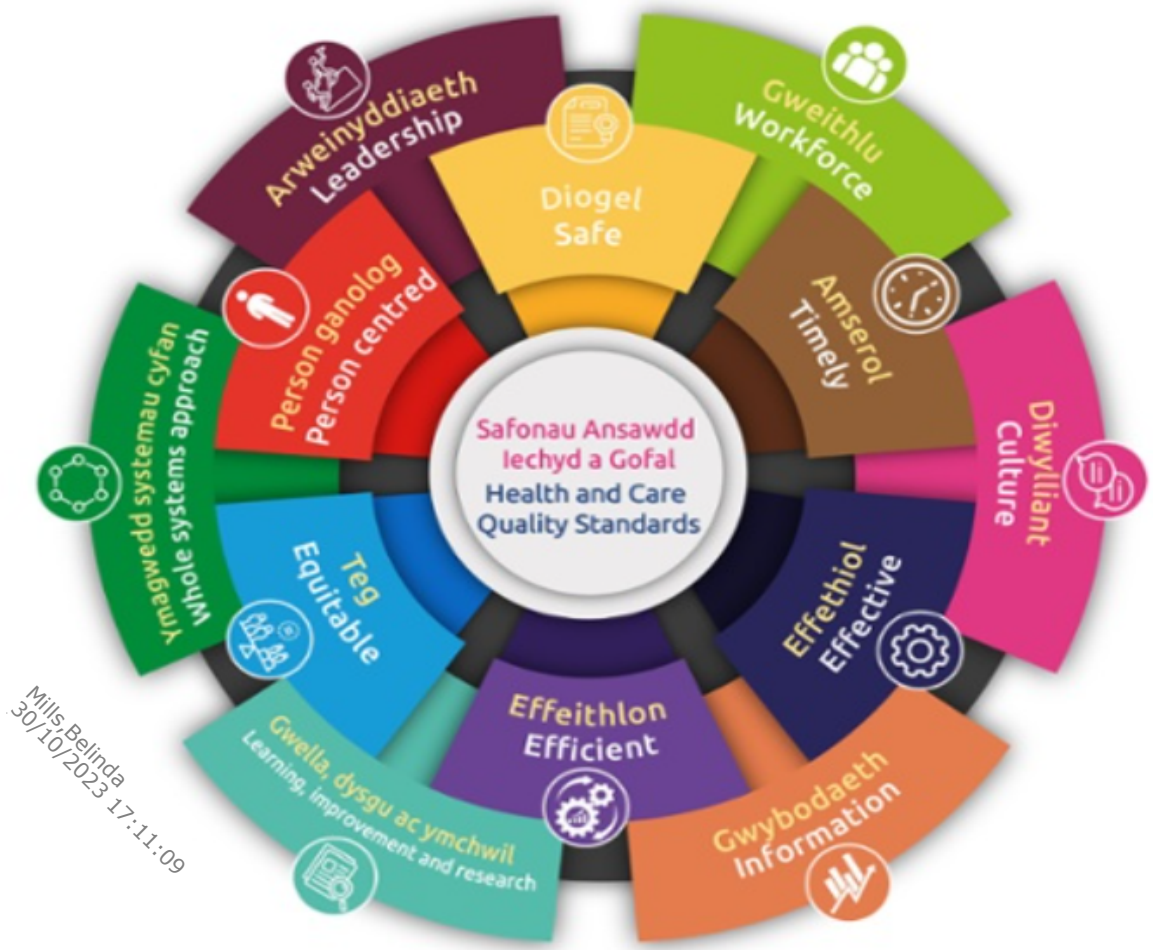 Arweinyddiaeth
Leadership
Gweithlu
Workforce
Diogel
Safe
Person ganolog
Person centred
Amserol
Timely
Ymagwedd systemau cyfan
Whole systems approach
Safonau Ansawdd
Iechyd a Gofal
Health and Care
Quality Standards
Diwylliant
Culture
Teg
Equitable
Effethiol
Effective
Effeithlon
Efficient
Gwella, dysgu ac ymchwil
Learning, improvement and research
Gwybodaeth
Information
Mills,Belinda
30/10/2023 17:11:09